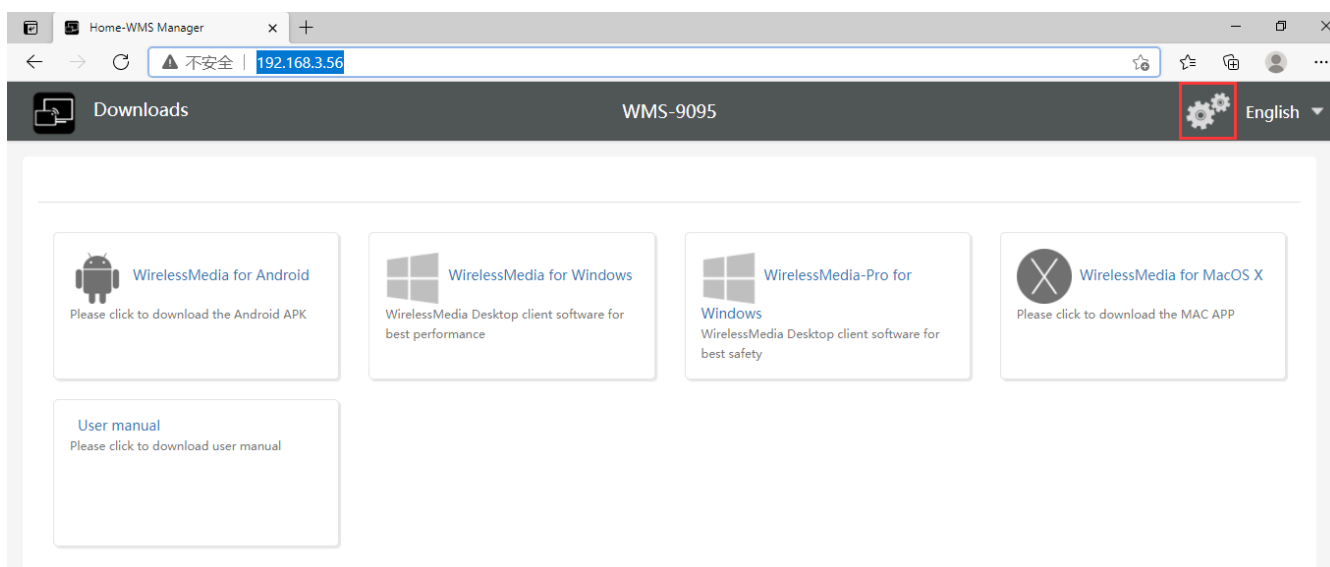 Home-WMS Manager
不安全 192.168.3.56
Downloads WMS-9095 English
WirelessMedia for Android
Please click to download the Android APK
WirelessMedia for Windows
WirelessMedia Desktop client software for
best performance
WirelessMedia-Pro for
Windows
WirelessMedia Desktop client software for
best safety
WirelessMedia for MacOS X
Please click to download the MAC APP
User manual
Please click to download user manual